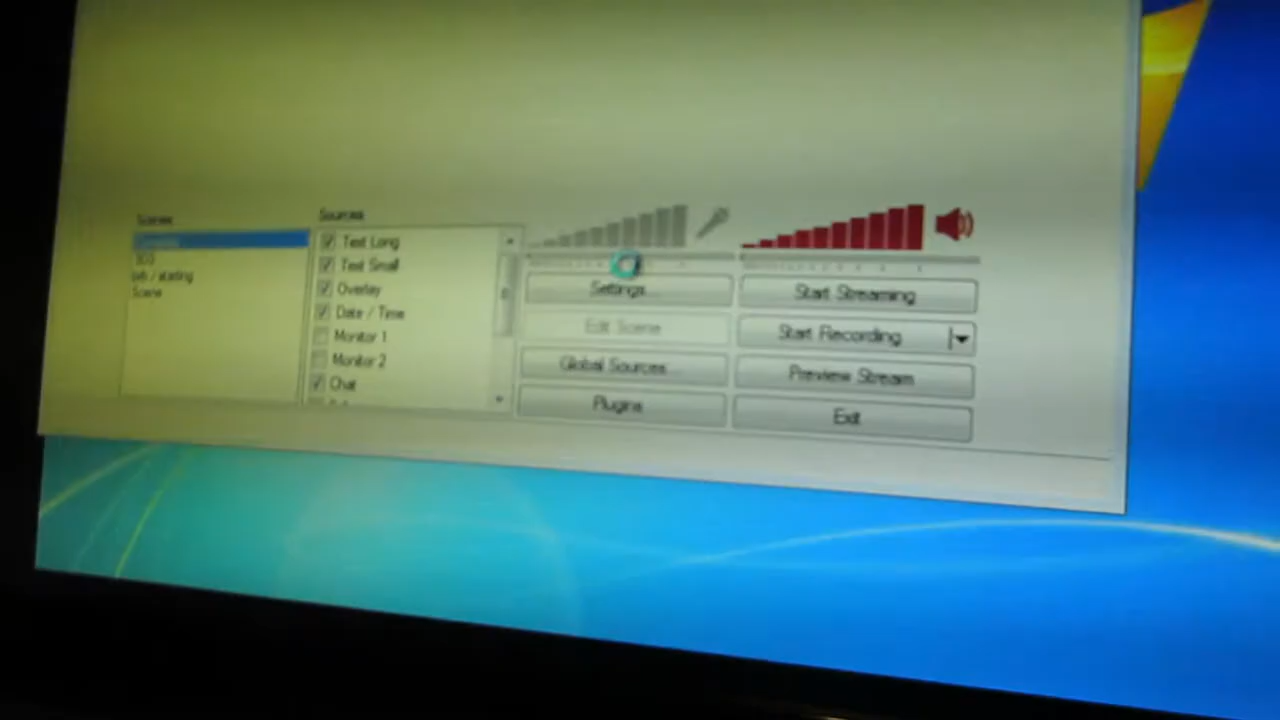 Scenes
Sources
Scene
Text Long
Text Small
Overlay
Date / Time
Monitor 1
Monitor 2
Chat
Settings...
Edit Scene
Global Sources...
Plugins
Start Streaming
Start Recording
Preview Stream
Exit